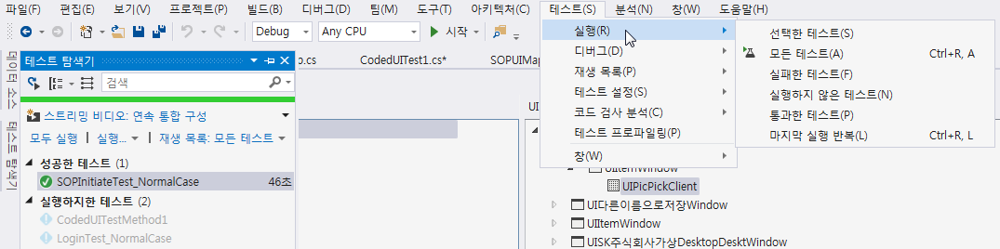 파일(F) 편집(E) 보기(V) 프로젝트(P) 빌드(B) 디버그(D) 팀(M) 도구(T) 아키텍처(C) 테스트(S) 분석(N) 창(W) 도움말(H)
Debug Any CPU 시작
데이터 소스
테스트 탐색기
테스트 탐색기
검색
스트리밍 비디오: 연속 통합 구성
모두 실행 | 실행... | 재생 목록: 모든 테스트
성공한 테스트 (1)
SOPInitiateTest_NormalCase 46초
실행하지한 테스트 (2)
CodedUITestMethod1
LoginTest_NormalCase
p.cs CodedUITest1.cs* SOPUIMap
UI
실행(R)
디버그(D)
재생 목록(P)
테스트 설정(S)
코드 검사 분석(C)
테스트 프로파일링(P)
창(W)
선택한 테스트(S)
모든 테스트(A) Ctrl+R, A
실패한 테스트(F)
실행하지 않은 테스트(N)
통과한 테스트(P)
마지막 실행 반복(L) Ctrl+R, L
UIItemWindow
UIPicPickClient
UI다른이름으로저장Window
UIItemWindow
UISK주식회사가상DesktopDesktWindow